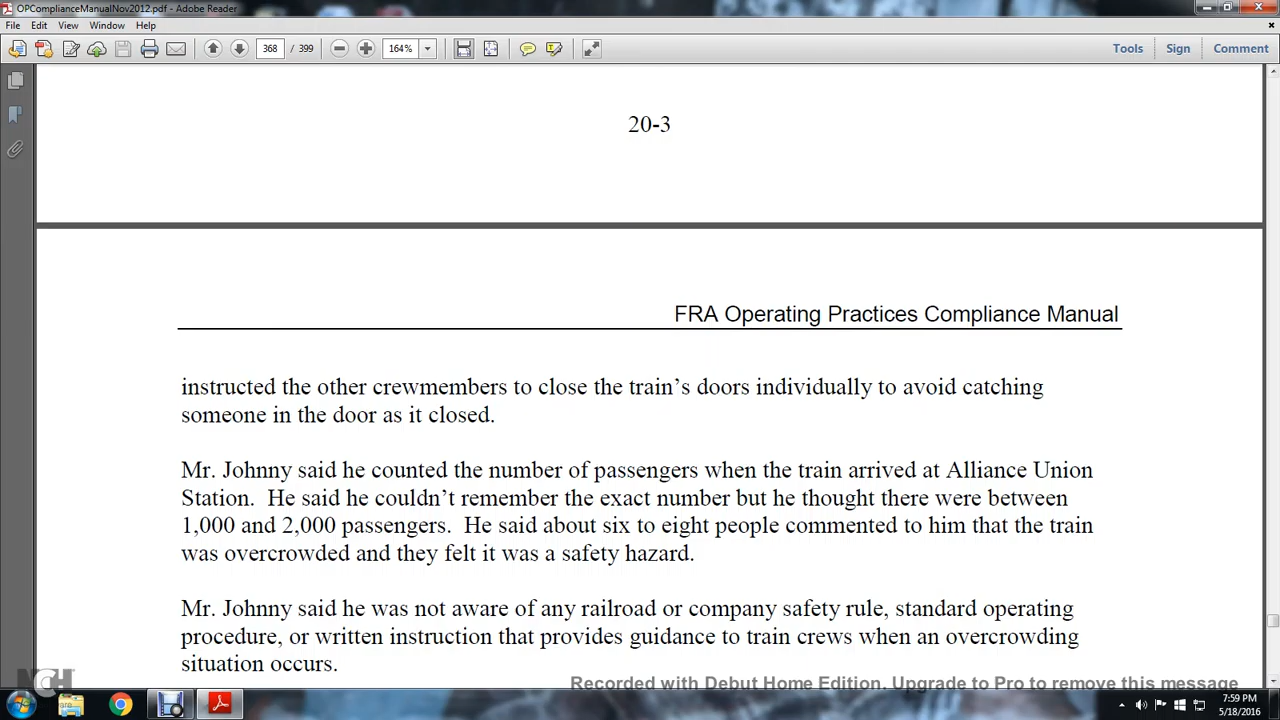 OPComplianceManualNov2012.pdf - Adobe Reader
File Edit View Window Help
368 / 399 164% Tools Sign Comment
20-3
FRA Operating Practices Compliance Manual
instructed the other crewmembers to close the train's doors individually to avoid catching
someone in the door as it closed.
Mr. Johnny said he counted the number of passengers when the train arrived at Alliance Union
Station. He said he couldn't remember the exact number but he thought there were between
1,000 and 2,000 passengers. He said about six to eight people commented to him that the train
was overcrowded and they felt it was a safety hazard.
Mr. Johnny said he was not aware of any railroad or company safety rule, standard operating
procedure, or written instruction that provides guidance to train crews when an overcrowding
situation occurs.
NCH
Recorded with Debut Home Edition. Upgrade to Pro to remove this message
7:59 PM
5/18/2016